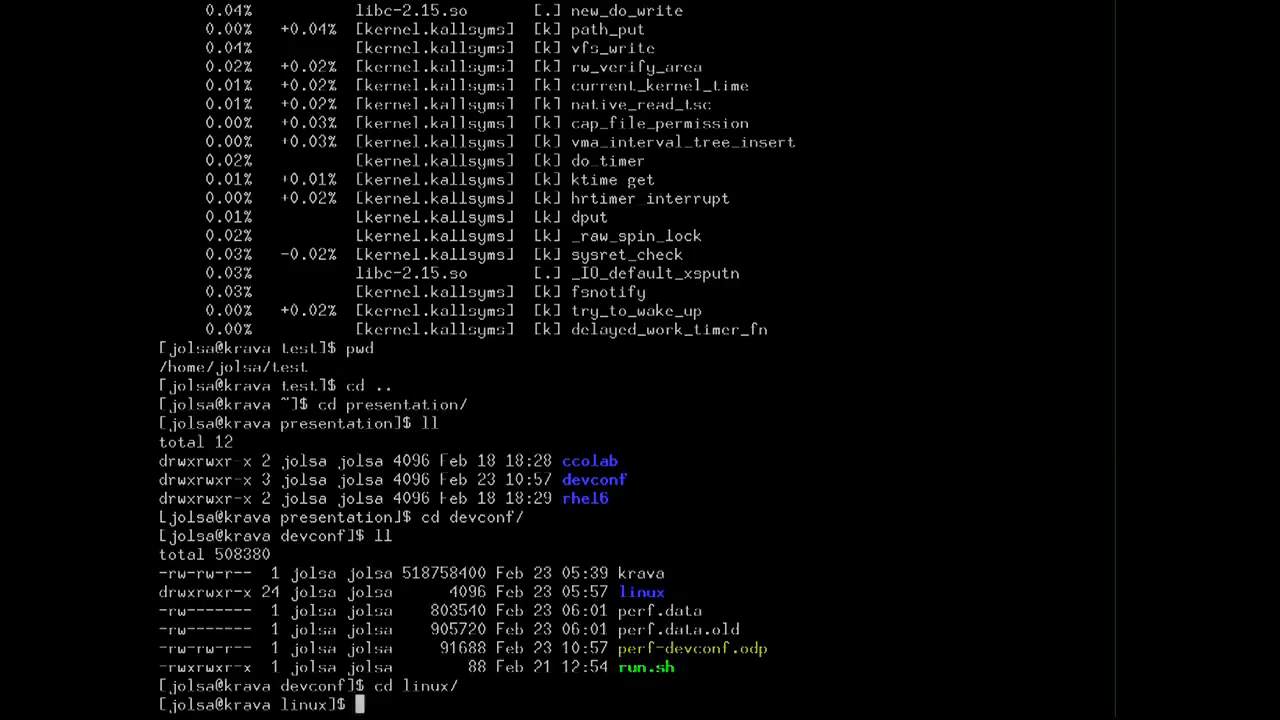 0.04% libc-2.15.so [.] new_do_write
0.00% +0.04% [kernel.kallsyms] [k] path_put
0.04% [kernel.kallsyms] [k] vfs_write
0.02% +0.02% [kernel.kallsyms] [k] rw_verify_area
0.01% +0.02% [kernel.kallsyms] [k] current_kernel_time
0.01% +0.02% [kernel.kallsyms] [k] native_read_tsc
0.00% +0.03% [kernel.kallsyms] [k] cap_file_permission
0.00% +0.03% [kernel.kallsyms] [k] vma_interval_tree_insert
0.02% [kernel.kallsyms] [k] do_timer
0.01% +0.01% [kernel.kallsyms] [k] ktime_get
0.00% +0.02% [kernel.kallsyms] [k] hrtimer_interrupt
0.01% [kernel.kallsyms] [k] dput
0.02% [kernel.kallsyms] [k] _raw_spin_lock
0.03% -0.02% [kernel.kallsyms] [k] sysret_check
0.03% libc-2.15.so [.] _IO_default_xsputn
0.03% [kernel.kallsyms] [k] fsnotify
0.00% +0.02% [kernel.kallsyms] [k] try_to_wake_up
0.00% [kernel.kallsyms] [k] delayed_work_timer_fn
[jolsa@krava test]$ pwd
/home/jolsa/test
[jolsa@krava test]$ cd ..
[jolsa@krava ~]$ cd presentation/
[jolsa@krava presentation]$ ll
total 12
drwxrwxr-x 2 jolsa jolsa 4096 Feb 18 18:28 ccolab
drwxrwxr-x 3 jolsa jolsa 4096 Feb 23 10:57 devconf
drwxrwxr-x 2 jolsa jolsa 4096 Feb 18 18:29 rhel6
[jolsa@krava presentation]$ cd devconf/
[jolsa@krava devconf]$ ll
total 508380
-rw-rw-r-- 1 jolsa jolsa 518758400 Feb 23 05:39 krava
drwxrwxr-x 24 jolsa jolsa 4096 Feb 23 05:57 linux
-rw------- 1 jolsa jolsa 803540 Feb 23 06:01 perf.data
-rw------- 1 jolsa jolsa 905720 Feb 23 06:01 perf.data.old
-rw-rw-r-- 1 jolsa jolsa 91688 Feb 23 10:57 perf-devconf.odp
-rwxrwxr-x 1 jolsa jolsa 88 Feb 21 12:54 run.sh
[jolsa@krava devconf]$ cd linux/
[jolsa@krava linux]$